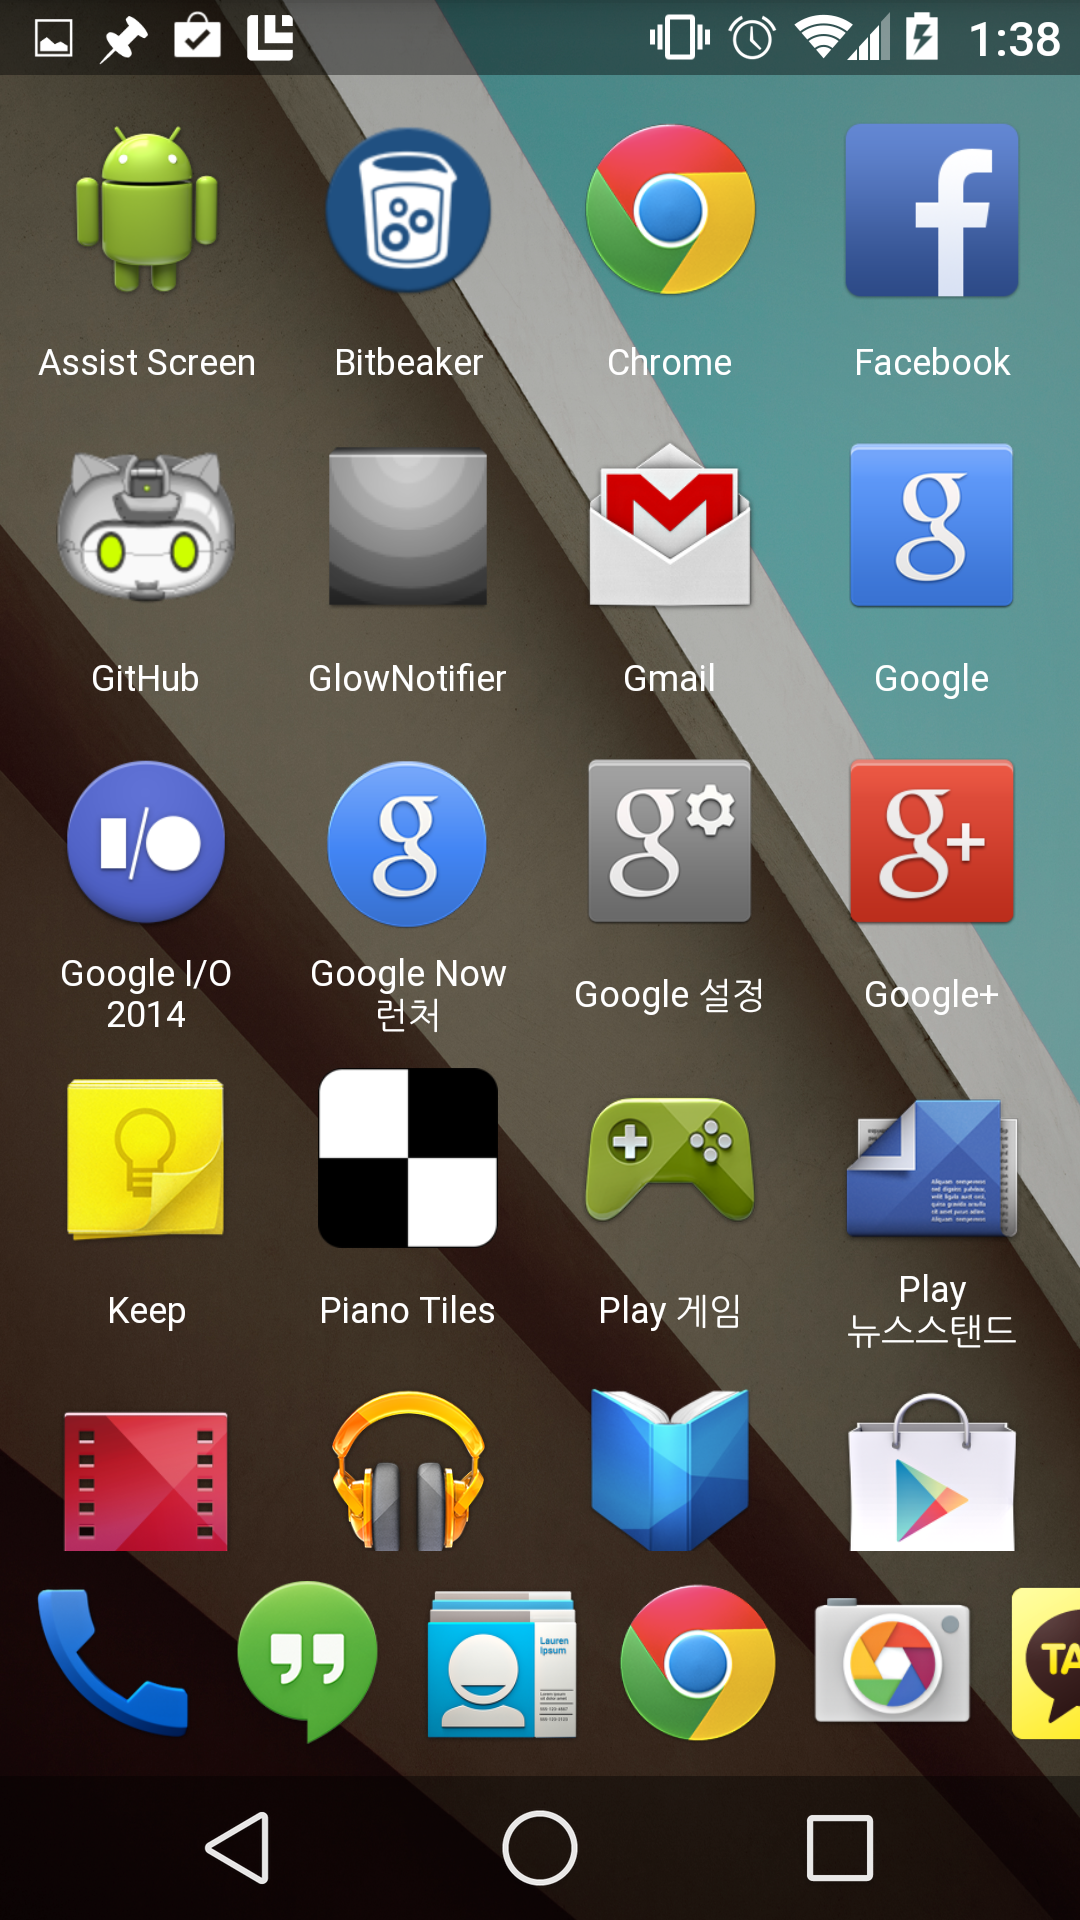 1:38
Assist Screen
Bitbeaker
Chrome
Facebook
GitHub
GlowNotifier
Gmail
Google
Google I/O
2014
Google Now
런처
Google 설정
Google+
Keep
Piano Tiles
Play 게임
Play
뉴스스탠드
Lauren
Ipsum
TA